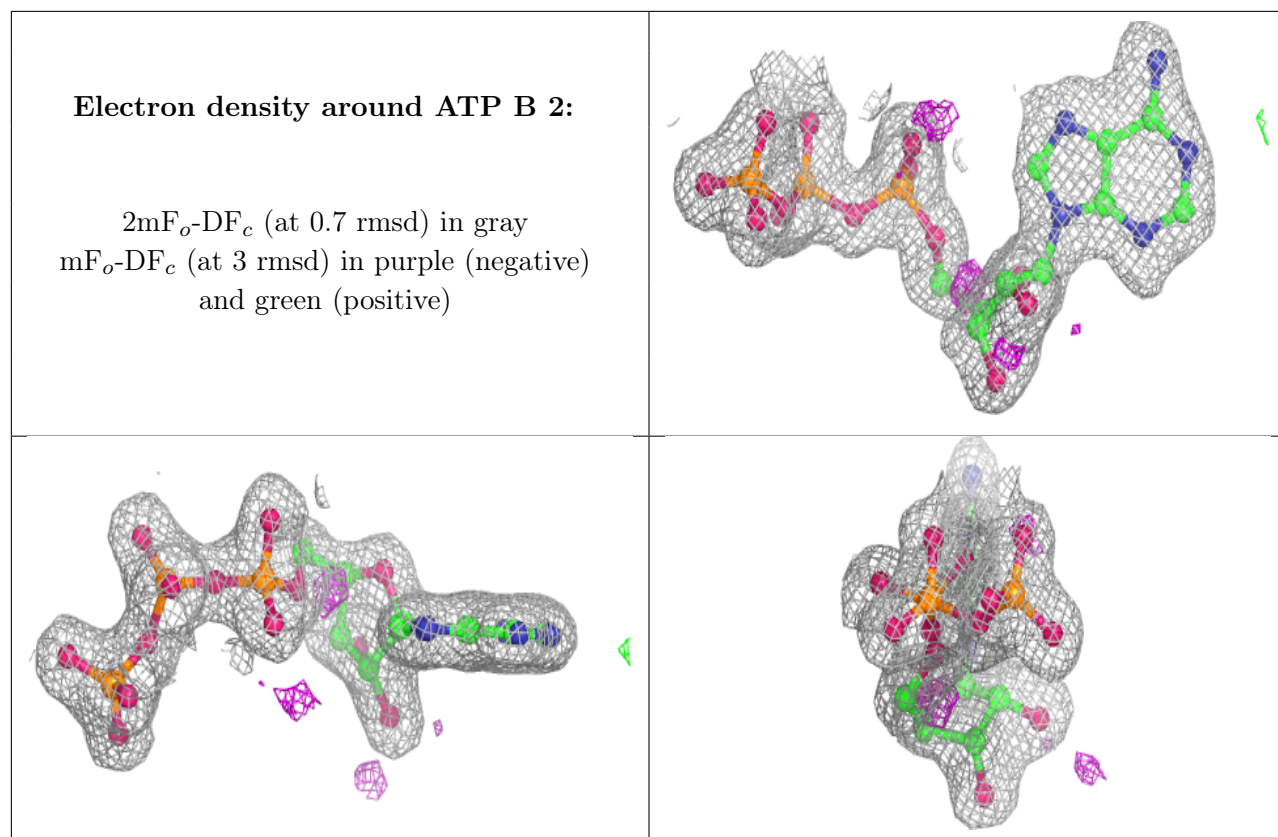 Electron density around ATP B 2:
2mFₒ-DF𝒸 (at 0.7 rmsd) in gray
mFₒ-DF𝒸 (at 3 rmsd) in purple (negative)
and green (positive)